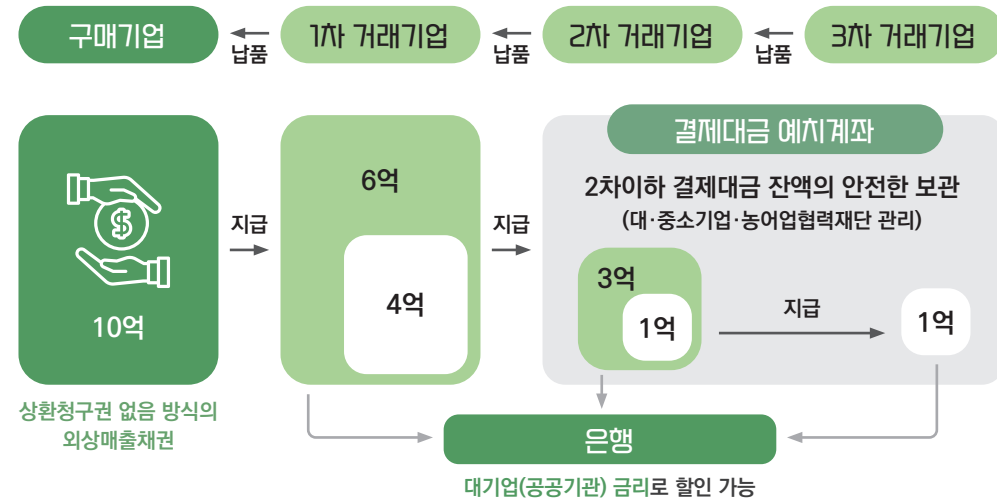 구매기업
납품
1차 거래기업
납품
2차 거래기업
납품
3차 거래기업
결제대금 예치계좌
2차이하 결제대금 잔액의 안전한 보관
(대·중소기업·농어업협력재단 관리)
$
10억
지급
6억
4억
지급
3억
1억
지급
1억
상환청구권 없음 방식의
외상매출채권
은행
대기업(공공기관) 금리로 할인 가능